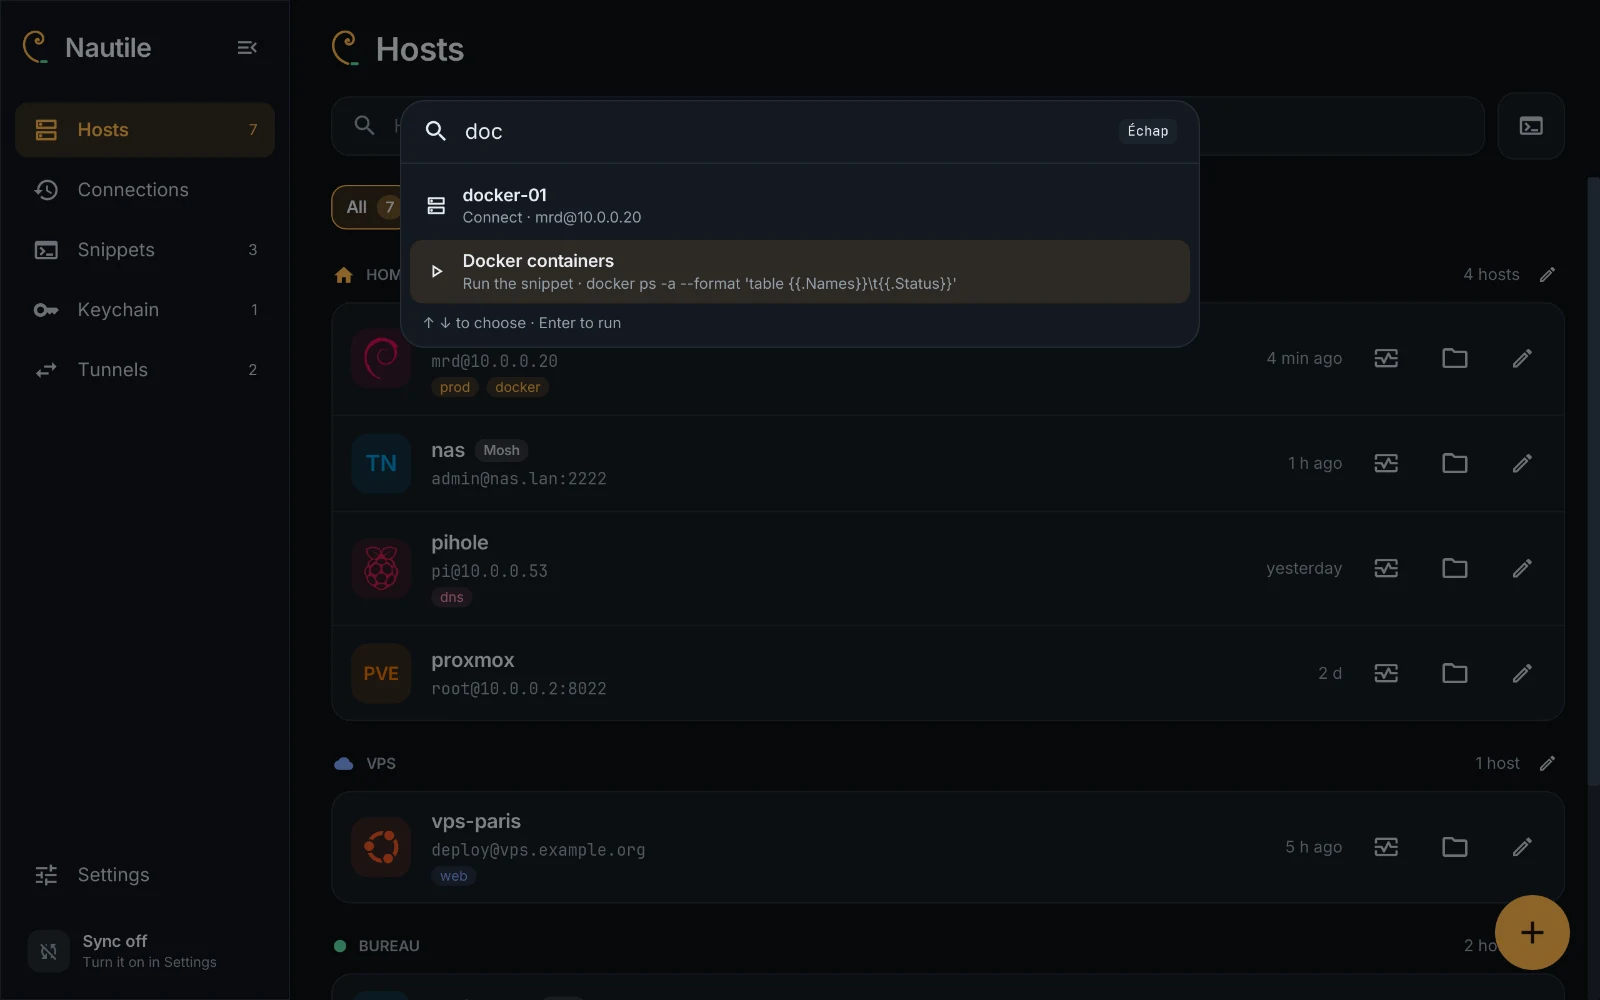 Nautile
Hosts 7
Connections
Snippets 3
Keychain 1
Tunnels 2
Settings
Sync off
Turn it on in Settings
Hosts
doc Échap
docker-01
Connect · mrd@10.0.0.20
Docker containers
Run the snippet · docker ps -a --format 'table {{.Names}}\t{{.Status}}'
↑ ↓ to choose · Enter to run
All 7
4 hosts
mrd@10.0.0.20
prod docker
4 min ago
TN
nas Mosh
admin@nas.lan:2222
1 h ago
pihole
pi@10.0.0.53
dns
yesterday
PVE
proxmox
root@10.0.0.2:8022
2 d
VPS 1 host
vps-paris
deploy@vps.example.org
web
5 h ago
BUREAU